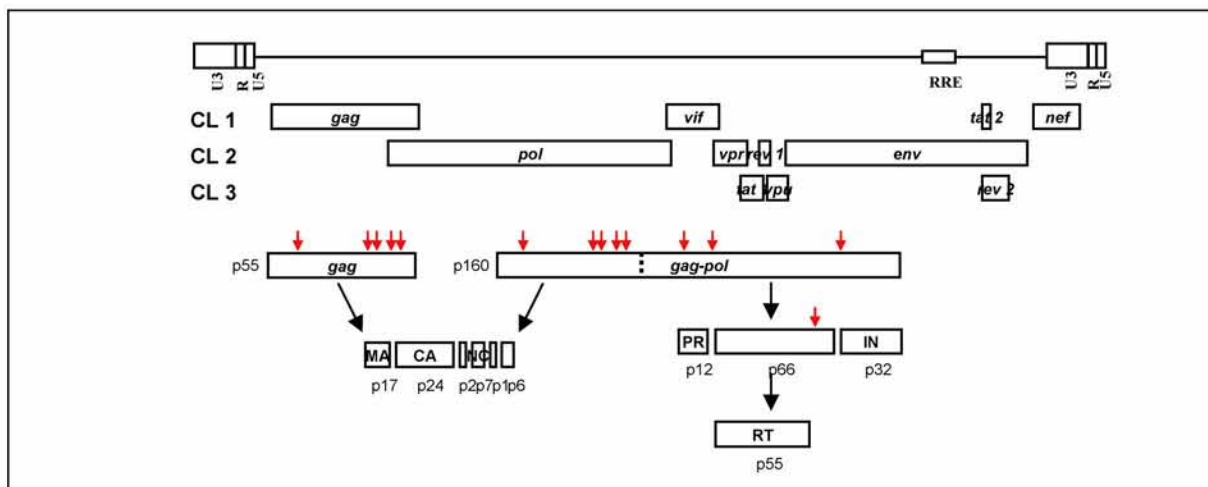 U3 R U5 RRE U3 R U5
CL 1 gag vif tat 2 nef
CL 2 pol vpr rev 1 env
CL 3 tat vpu rev 2
p55 gag p160 gag-pol
MA CA NC PR IN
p17 p24 p2 p7 p1 p6 p12 p66 p32
RT
p55